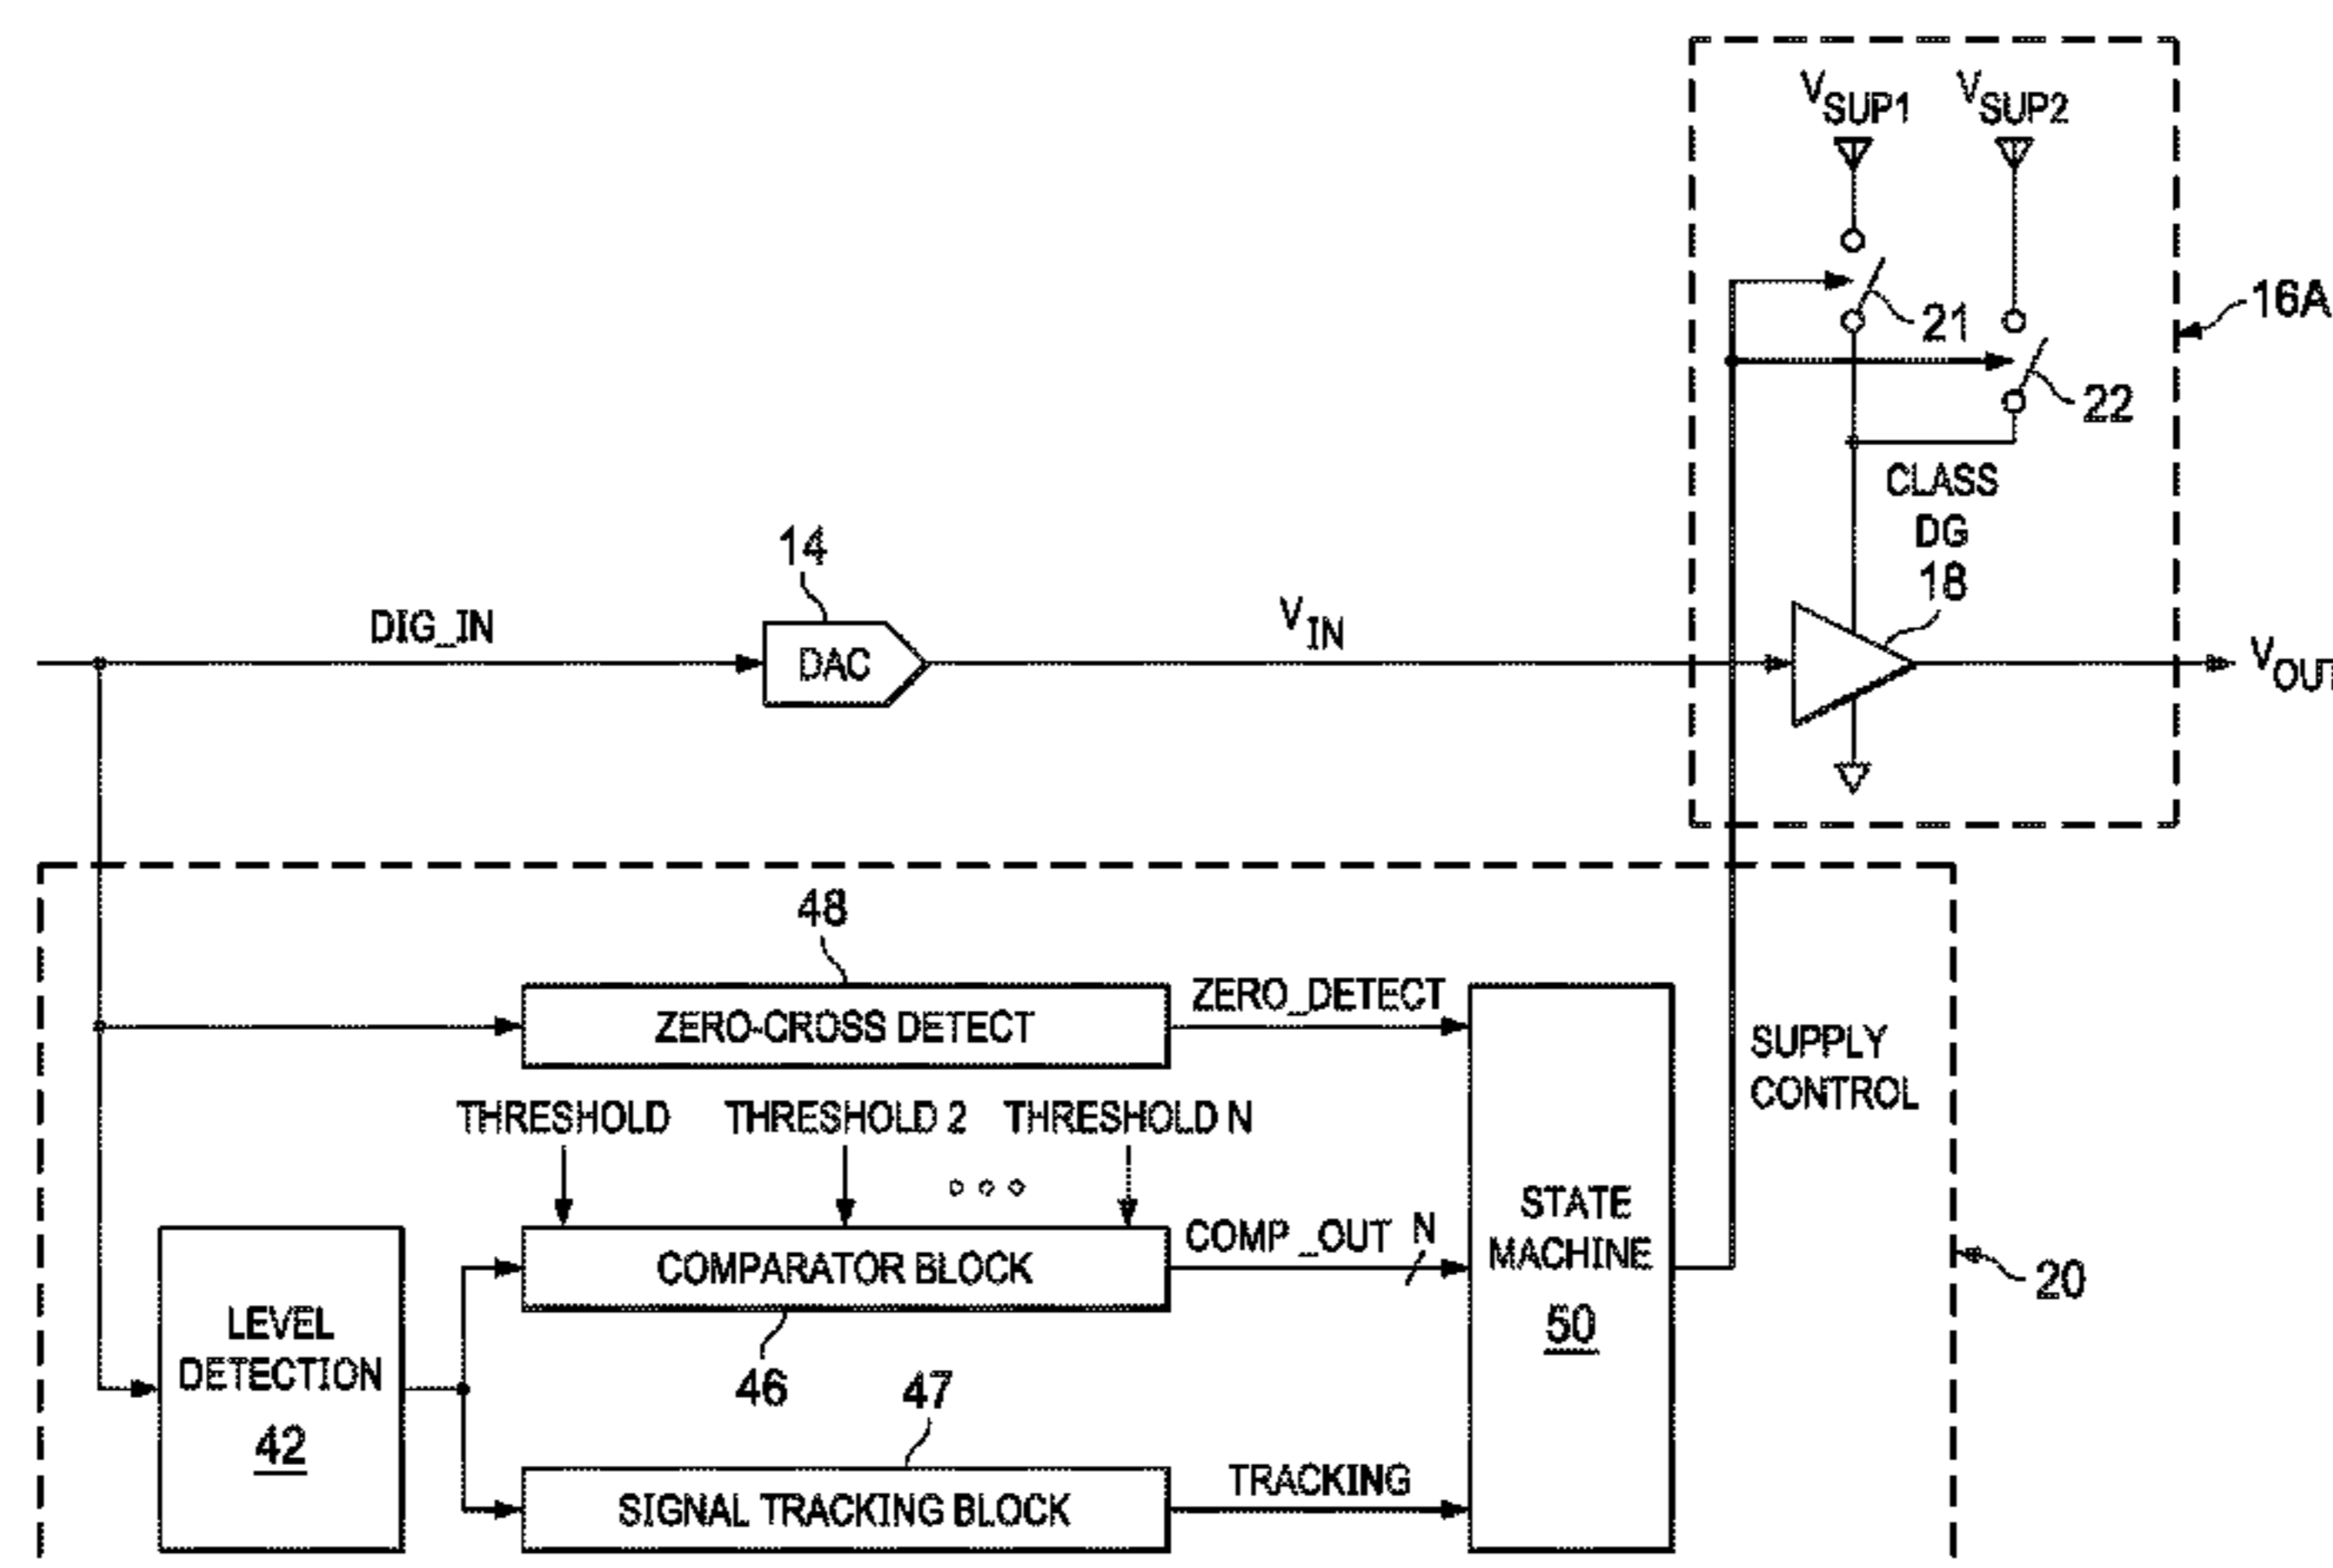 VSUP1 VSUP2
21
22
16A
CLASS
DG
18
14
DIG_IN
DAC
VIN
VOUT
48
ZERO-CROSS DETECT
ZERO_DETECT
SUPPLY
CONTROL
THRESHOLD THRESHOLD 2 THRESHOLD N
COMPARATOR BLOCK
COMP_OUT N
STATE
MACHINE
50
20
LEVEL
DETECTION
42
46
47
SIGNAL TRACKING BLOCK
TRACKING